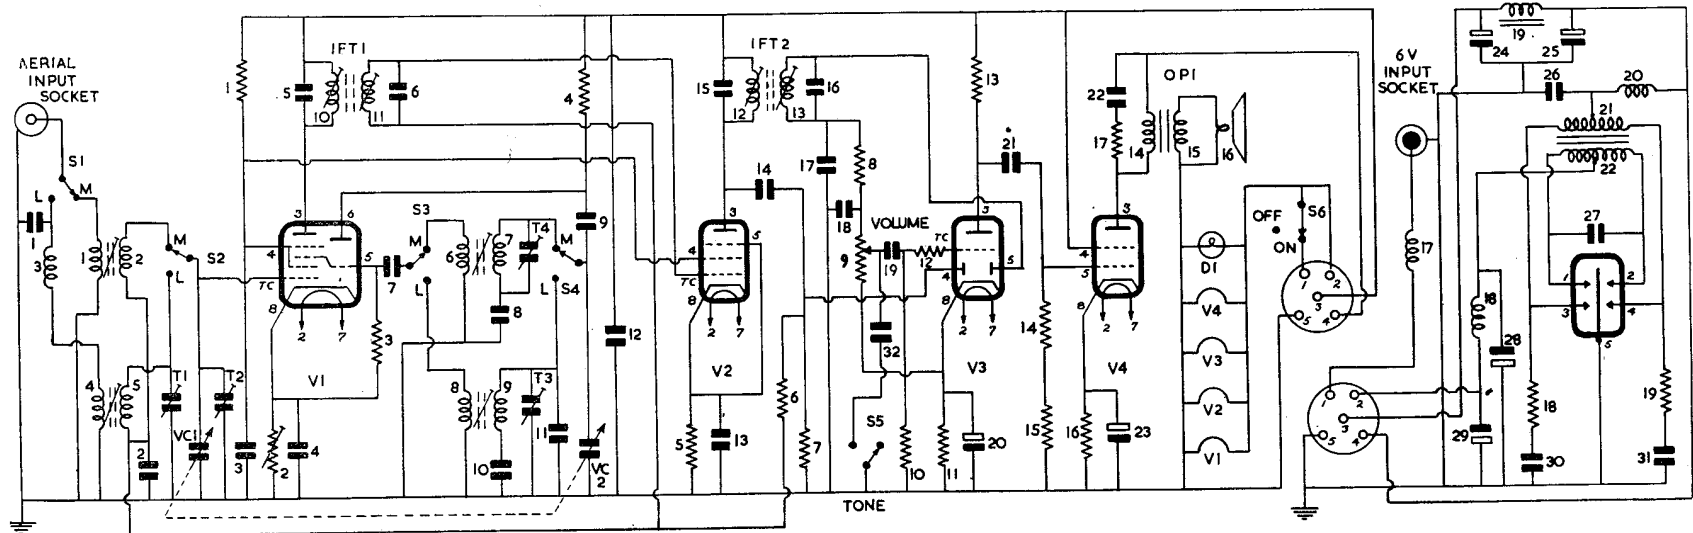 AERIAL
INPUT
SOCKET
S1
L
M
1
3
1
2
M
S2
L
4
5
T1
T2
VC1
2
3
1
IFT1
5
10
11
6
4
3
6
4
5
TC
8
2
7
V1
3
2
4
7
S3
M
L
6
7
T4
M
L
S4
8
9
8
9
T3
10
11
VC
2
12
IFT2
15
12
13
16
14
3
5
4
TC
8
2
7
V2
5
13
6
7
17
8
18
VOLUME
9
19
TC
12
32
S5
TONE
10
11
20
13
21
3
4
5
8
2
7
V3
14
15
OP1
22
17
14
15
16
3
4
5
8
2
7
V4
16
23
D1
V4
V3
V2
V1
OFF
ON
S6
1
2
3
5
4
6V
INPUT
SOCKET
17
1
2
3
5
4
19
24
25
26
20
21
22
27
1
2
3
4
5
18
28
29
18
30
19
31